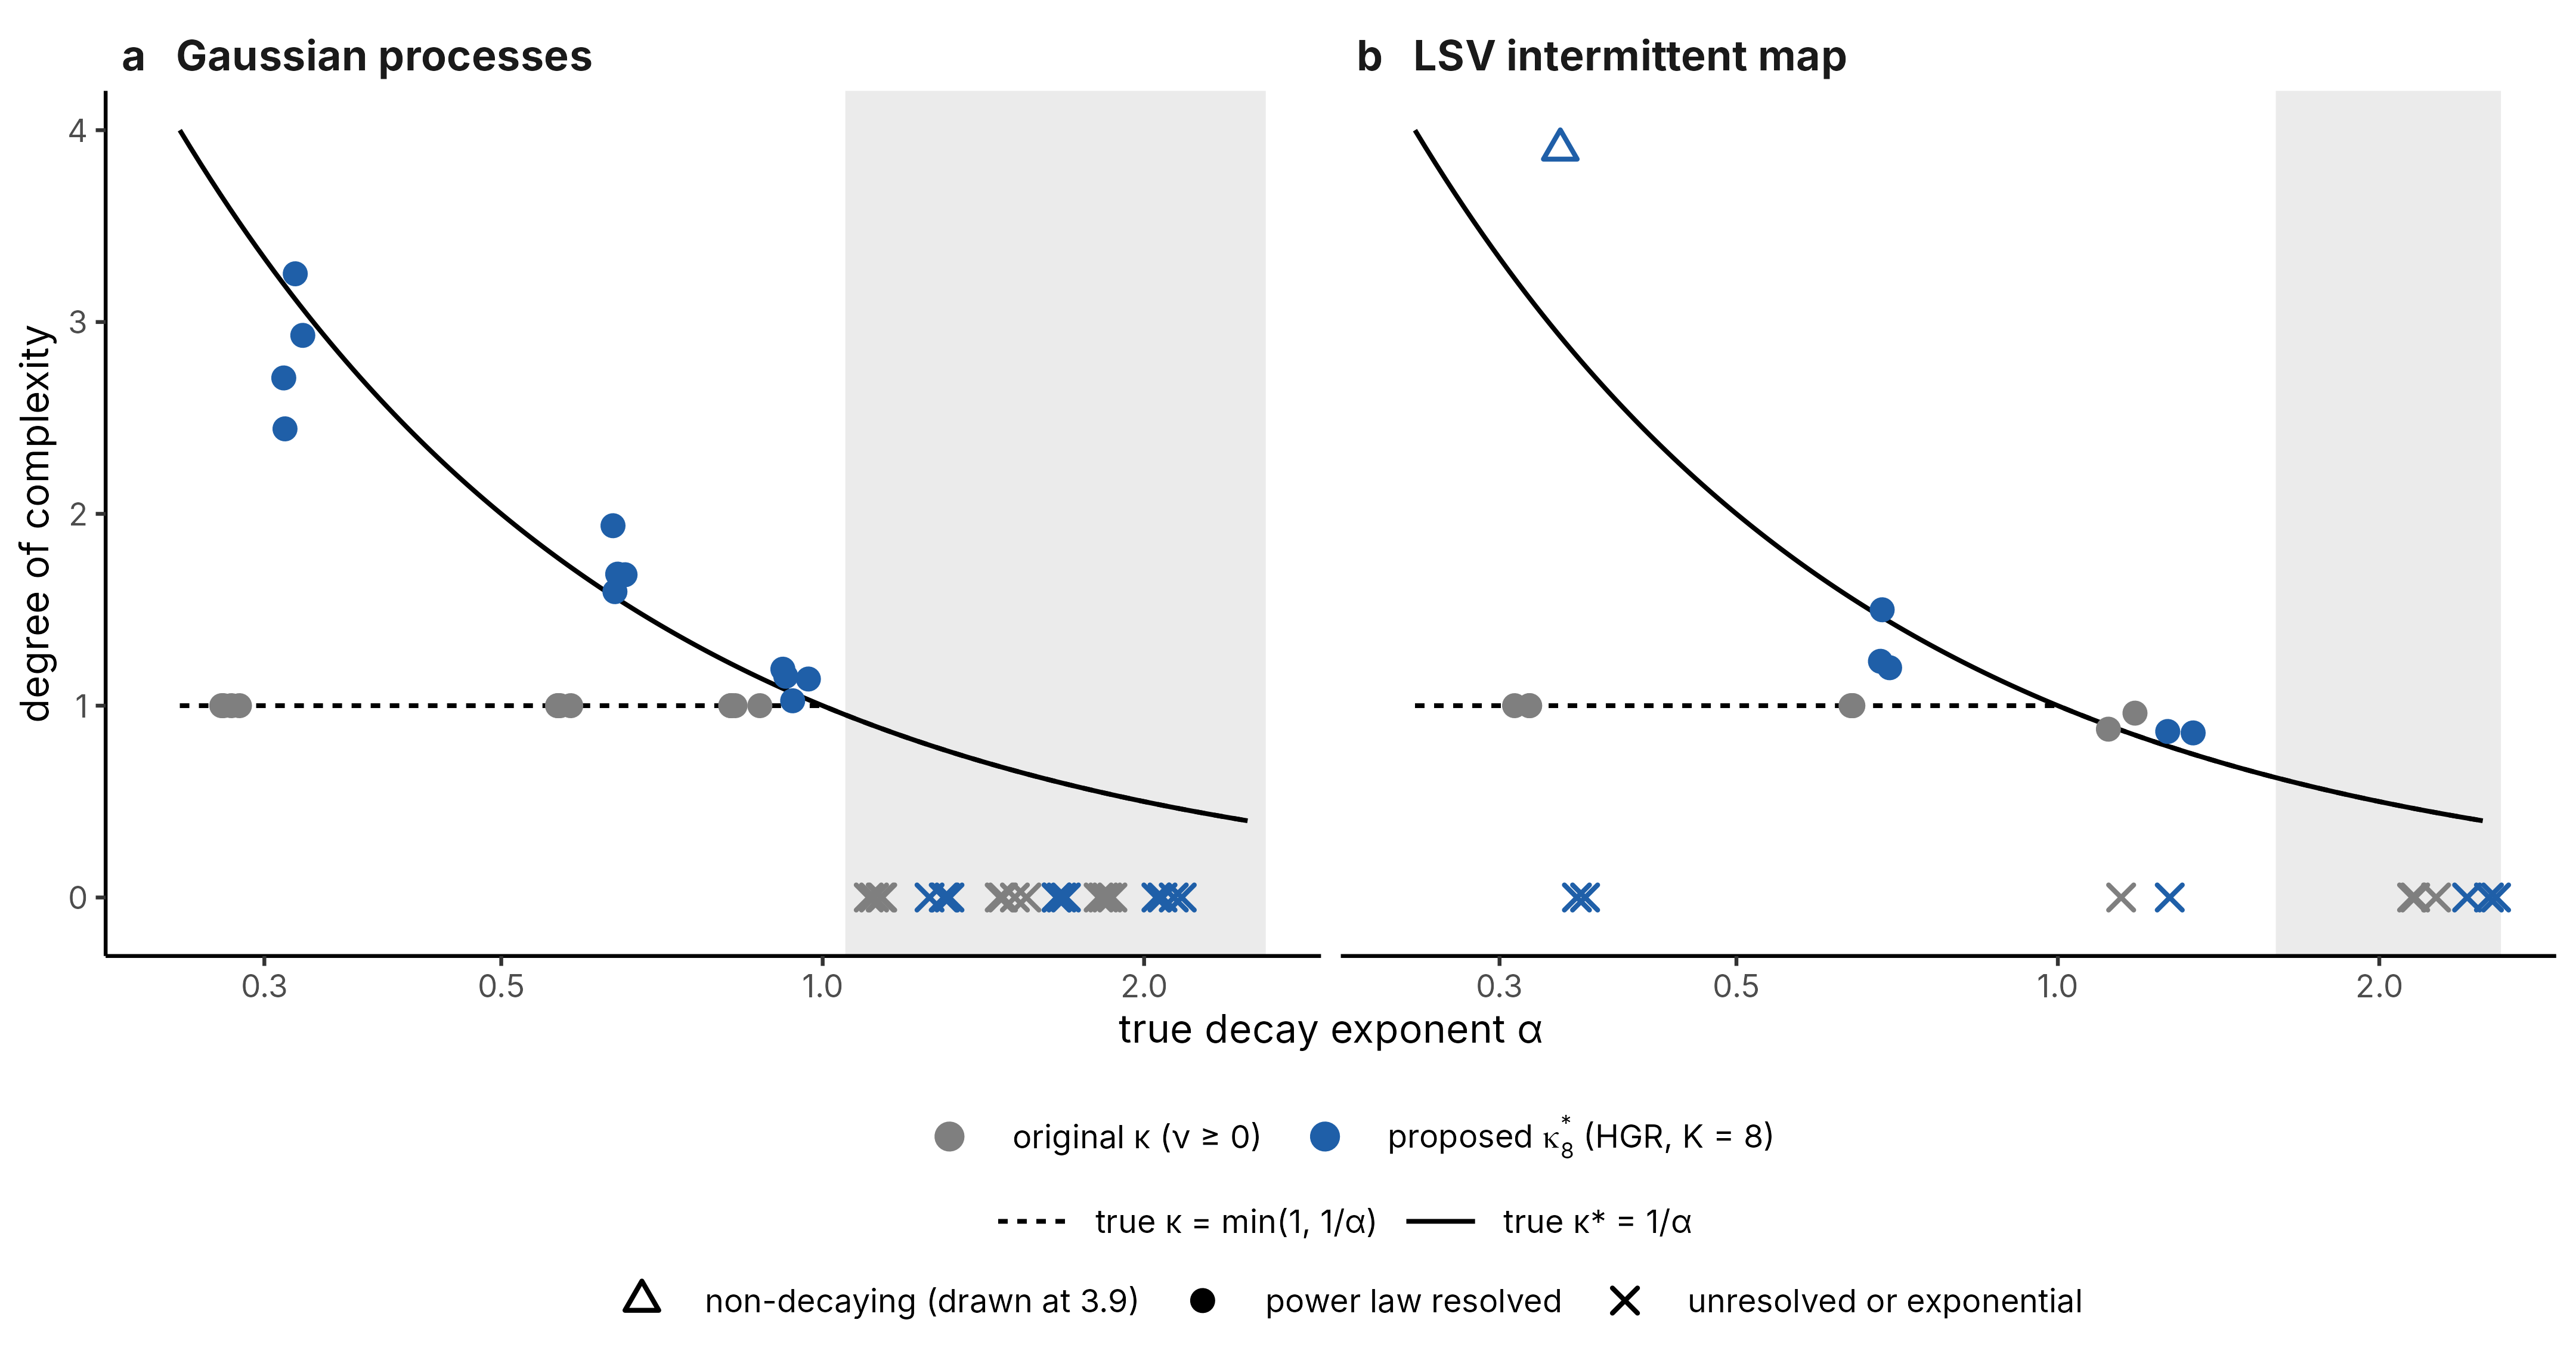 a Gaussian processes
b LSV intermittent map
degree of complexity
4
3
2
1
0
0.3 0.5 1.0 2.0
0.3 0.5 1.0 2.0
true decay exponent α
original κ (ν ≥ 0) proposed κ*₈ (HGR, K = 8)
true κ = min(1, 1/α) true κ* = 1/α
non-decaying (drawn at 3.9) power law resolved unresolved or exponential